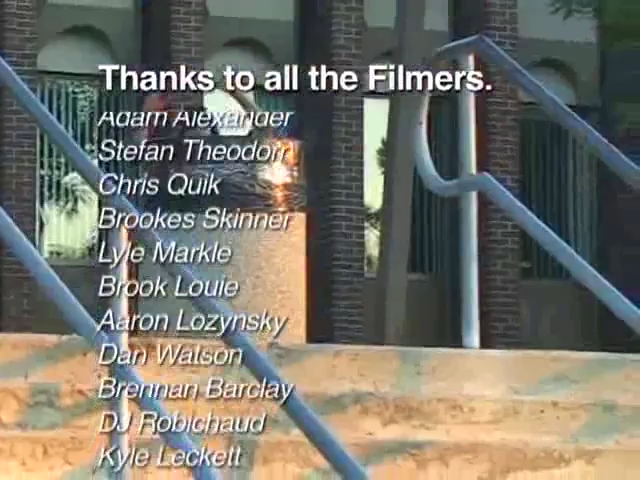 Thanks to all the Filmers.
Adam Alexander
Stefan Theodorr
Chris Quik
Brookes Skinner
Lyle Markle
Brook Louie
Aaron Lozynsky
Dan Watson
Brennan Barclay
DJ Robichaud
Kyle Leckett